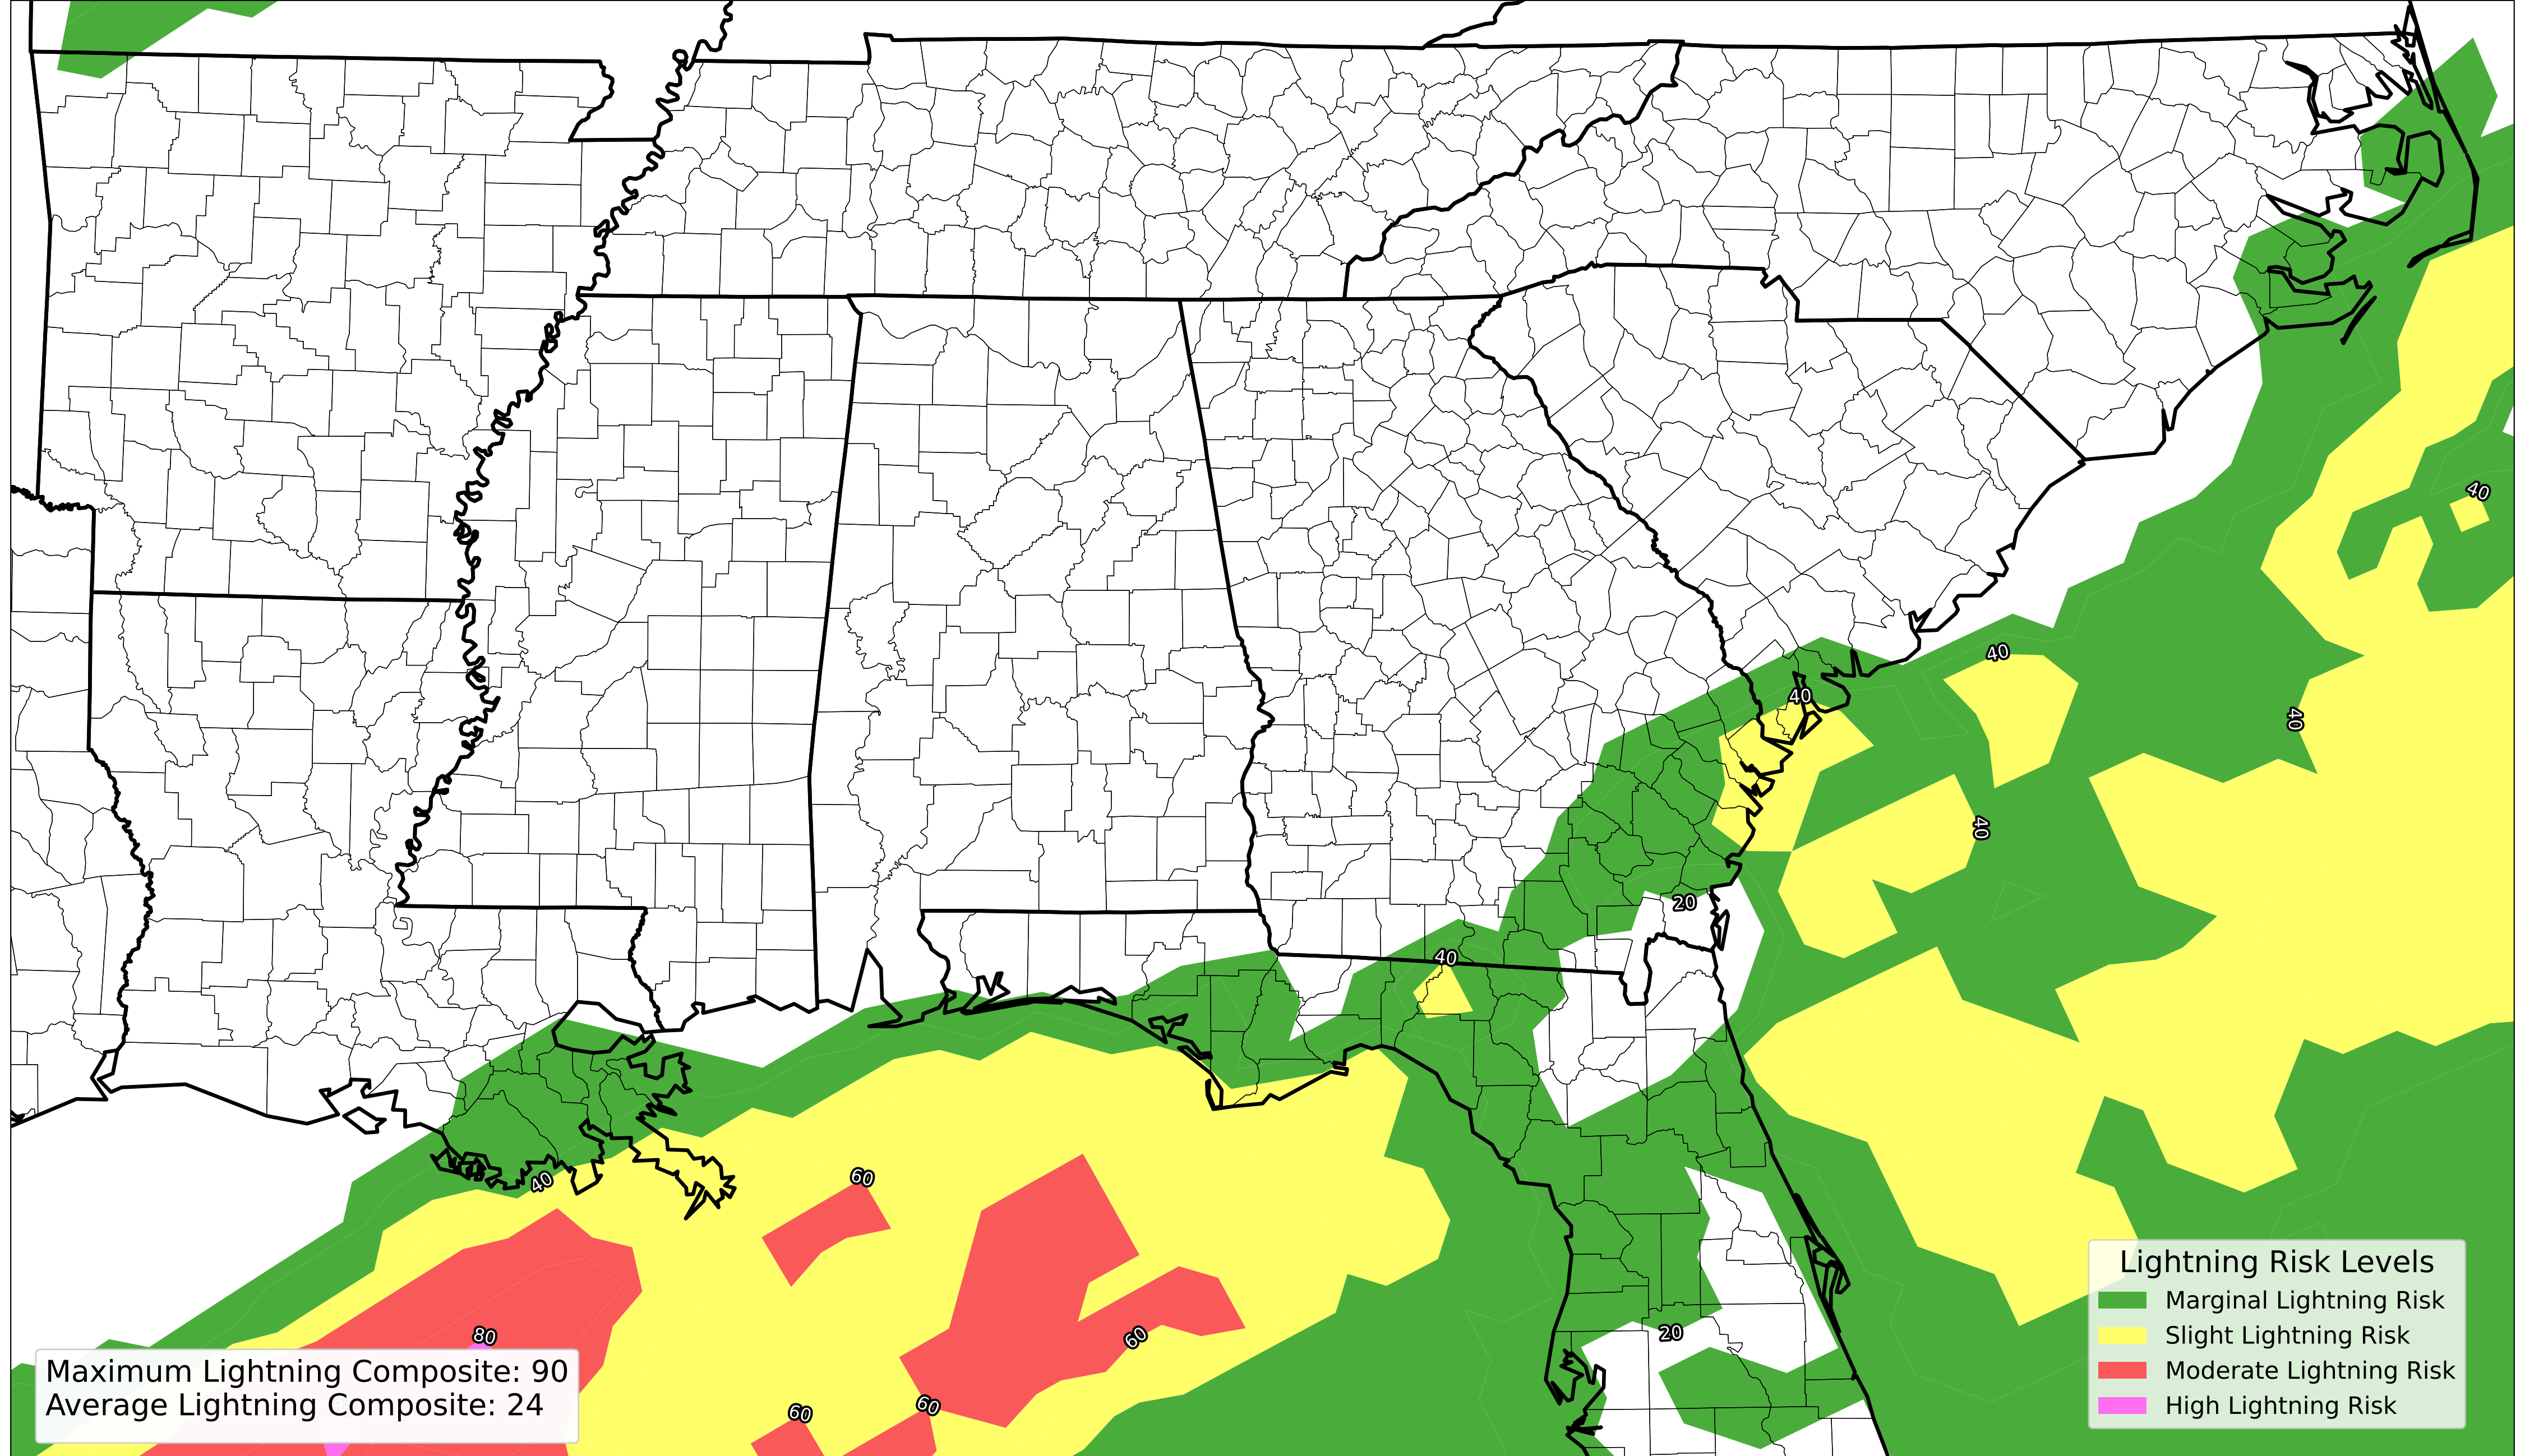 40
40
40
40
40
20
40
40
60
20
80
60
60
60
Lightning Risk Levels
Marginal Lightning Risk
Slight Lightning Risk
Moderate Lightning Risk
High Lightning Risk
Maximum Lightning Composite: 90
Average Lightning Composite: 24